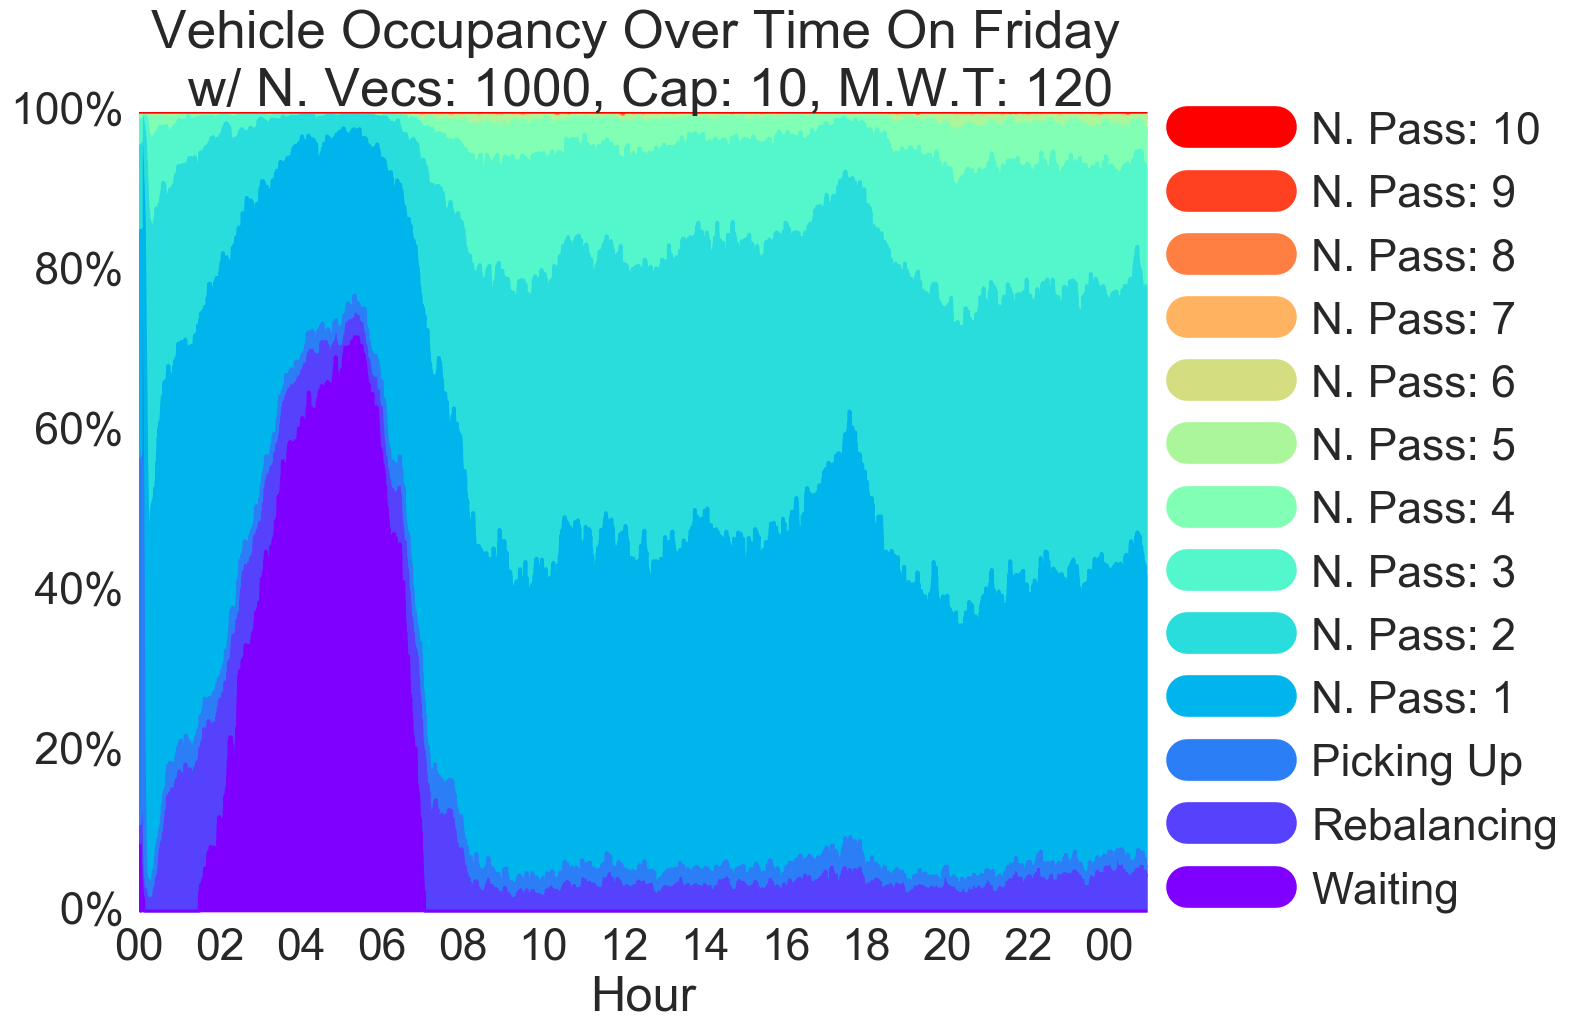 Vehicle Occupancy Over Time On Friday
w/ N. Vecs: 1000, Cap: 10, M.W.T: 120
100%
80%
60%
40%
20%
0%
00 02 04 06 08 10 12 14 16 18 20 22 00
Hour
N. Pass: 10
N. Pass: 9
N. Pass: 8
N. Pass: 7
N. Pass: 6
N. Pass: 5
N. Pass: 4
N. Pass: 3
N. Pass: 2
N. Pass: 1
Picking Up
Rebalancing
Waiting